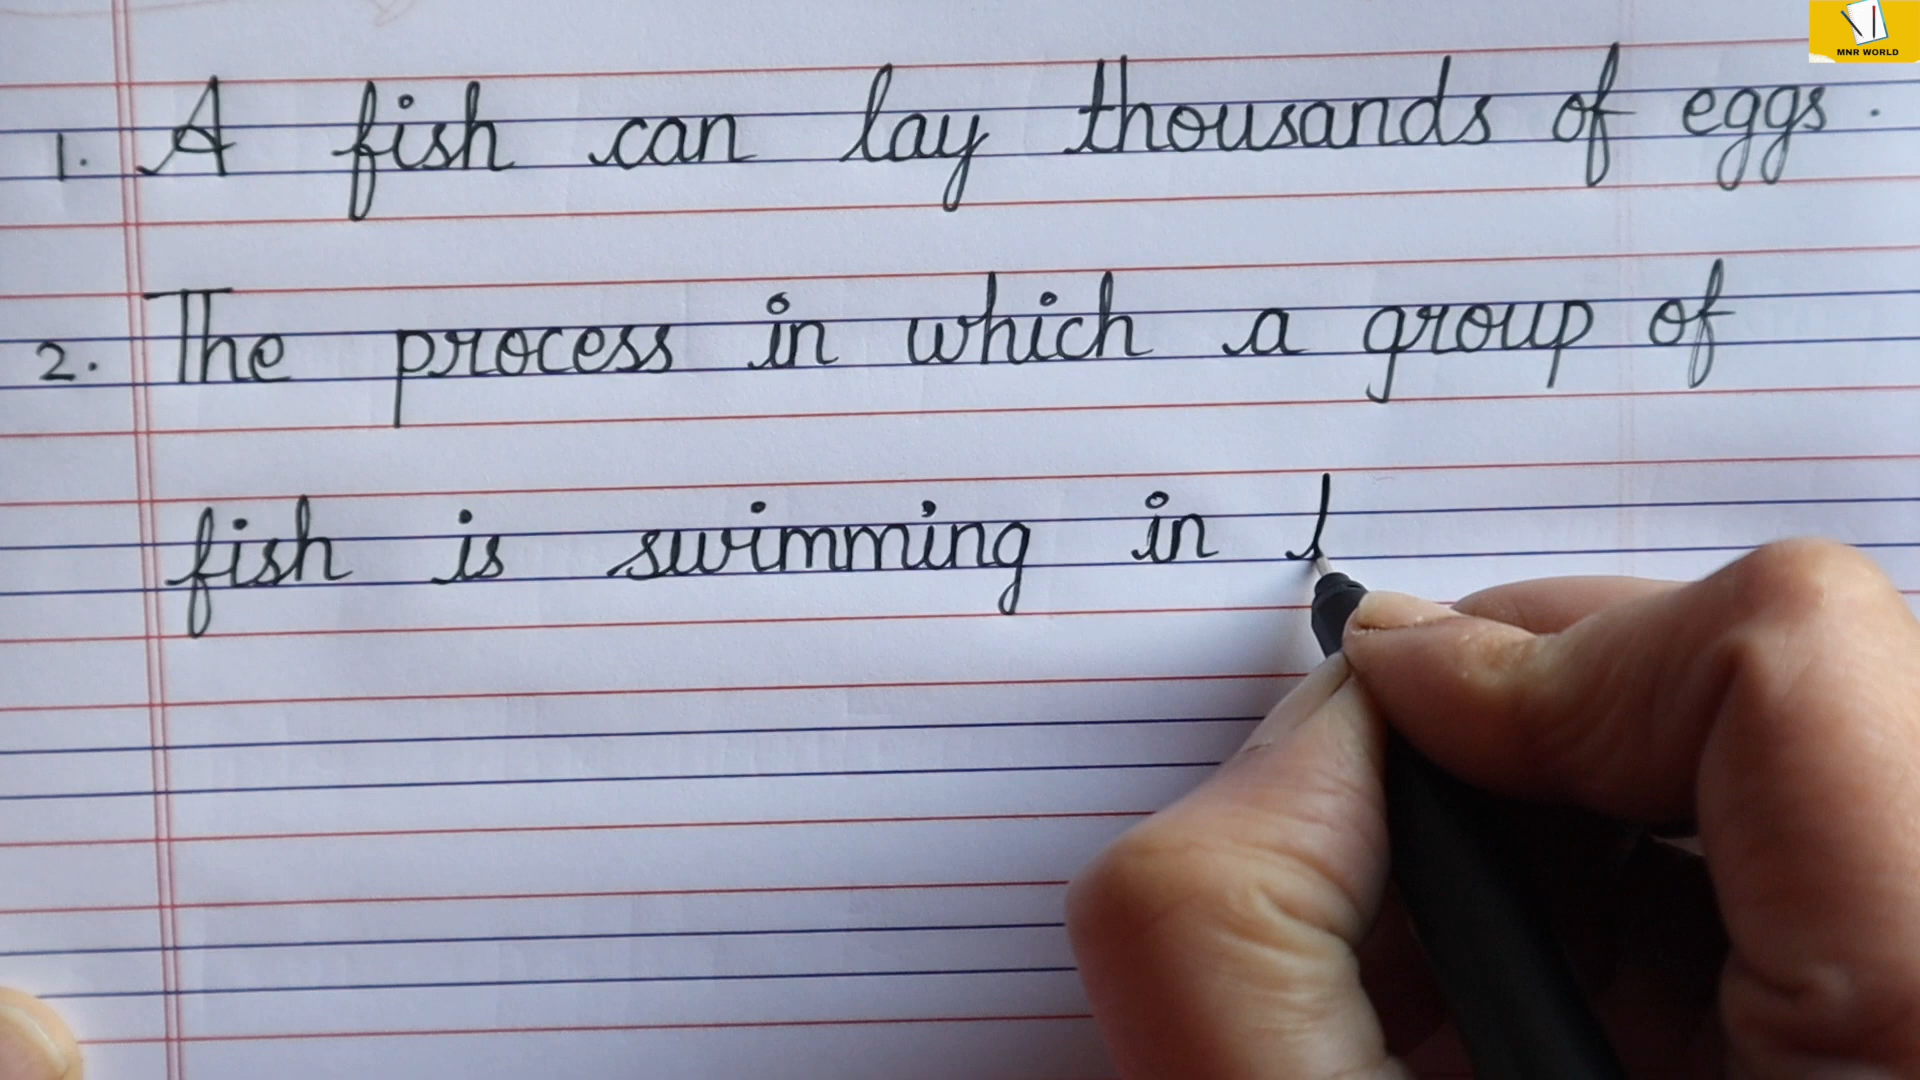 MNR WORLD
1. A fish can lay thousands of eggs.
2. The process in which a group of
fish is swimming in